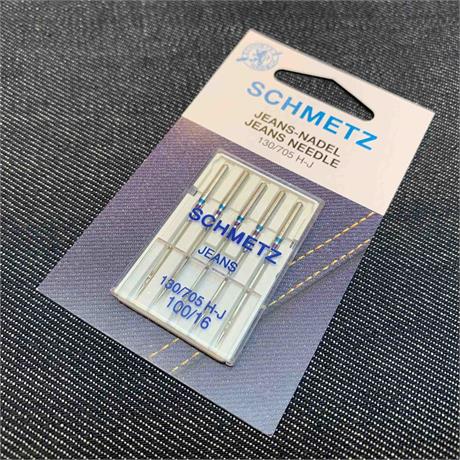 SCHMETZ
JEANS-NADEL
JEANS NEEDLE
130/705 H-J
SCHMETZ
JEANS
130/705 H-J
100/16